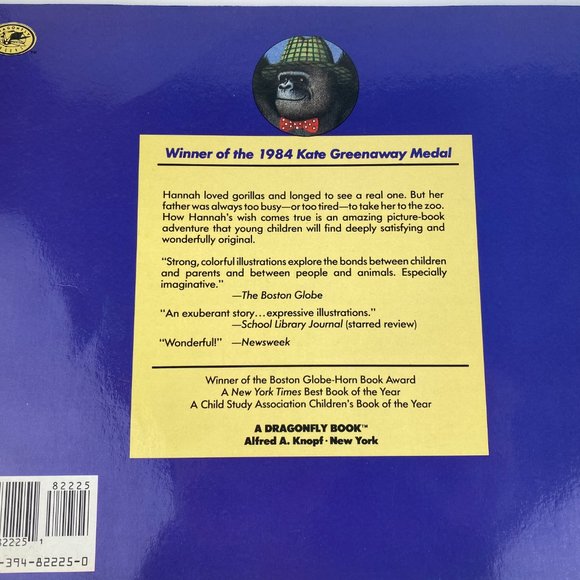 Winner of the 1984 Kate Greenaway Medal
Hannah loved gorillas and longed to see a real one. But her
father was always too busy—or too tired—to take her to the zoo.
How Hannah's wish comes true is an amazing picture-book
adventure that young children will find deeply satisfying and
wonderfully original.
“Strong, colorful illustrations explore the bonds between children
and parents and between people and animals. Especially
imaginative.”
—The Boston Globe
“An exuberant story...expressive illustrations.”
—School Library Journal (starred review)
“Wonderful!” —Newsweek
Winner of the Boston Globe-Horn Book Award
A New York Times Best Book of the Year
A Child Study Association Children's Book of the Year
A DRAGONFLY BOOK™
Alfred A. Knopf · New York
82225
82225 1
-394-82225-0